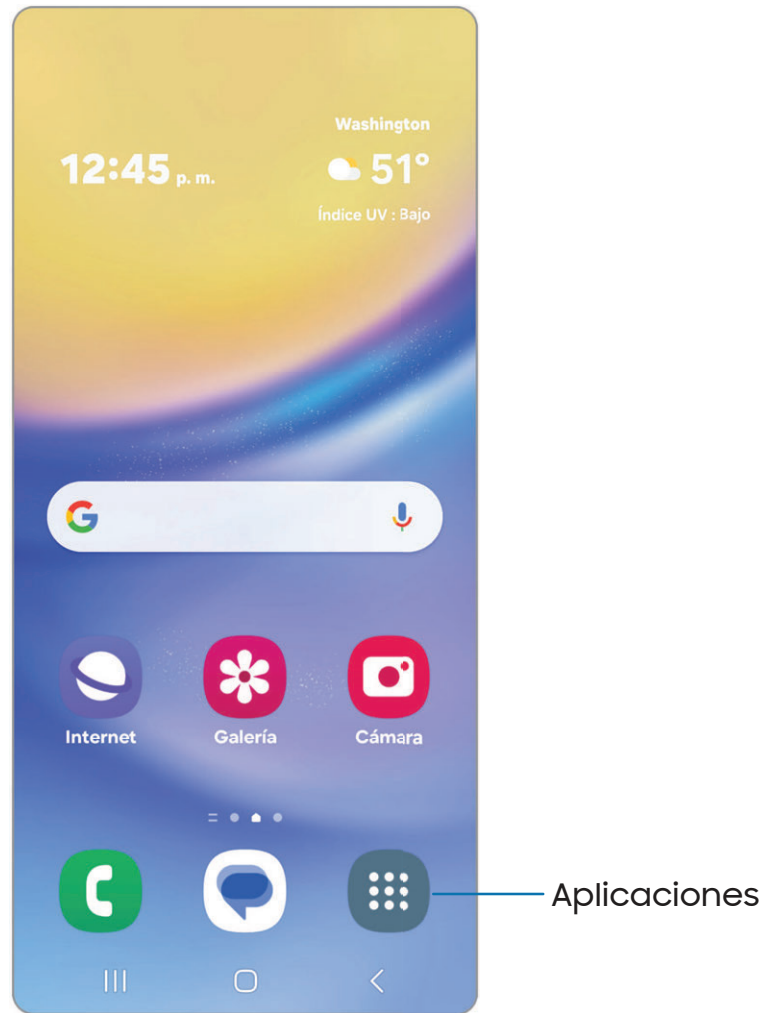 Washington
12:45 p. m.
51°
Índice UV : Bajo
Internet
Galería
Cámara
Aplicaciones